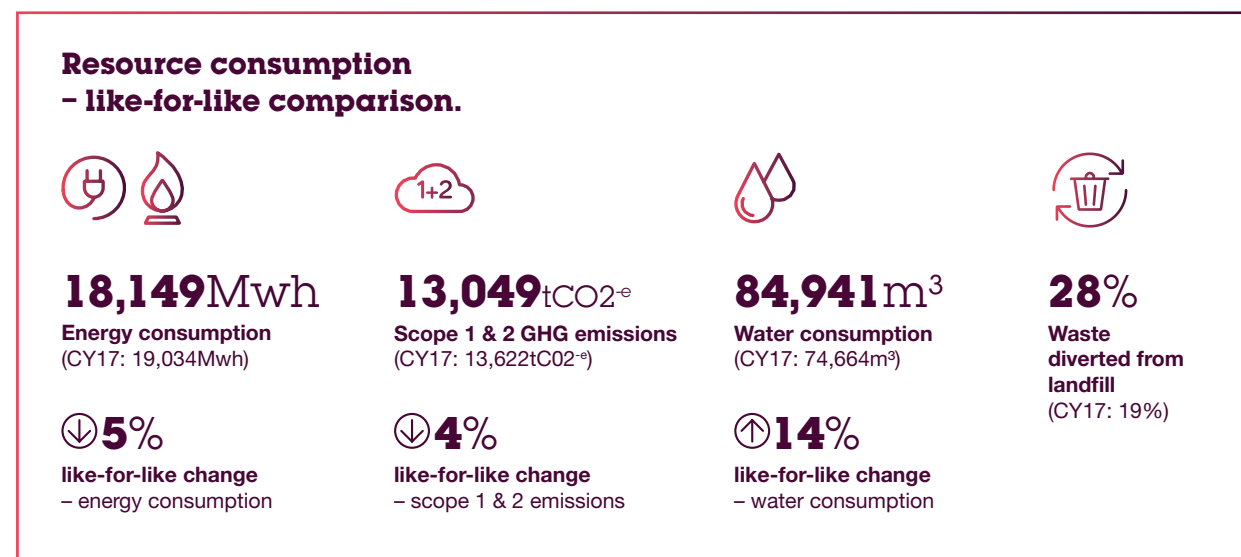 Resource consumption
– like-for-like comparison.
1+2
18,149Mwh
Energy consumption
(CY17: 19,034Mwh)
5%
like-for-like change
– energy consumption
13,049tCO2-e
Scope 1 & 2 GHG emissions
(CY17: 13,622tC02-e)
4%
like-for-like change
– scope 1 & 2 emissions
84,941m³
Water consumption
(CY17: 74,664m³)
14%
like-for-like change
– water consumption
28%
Waste
diverted from
landfill
(CY17: 19%)